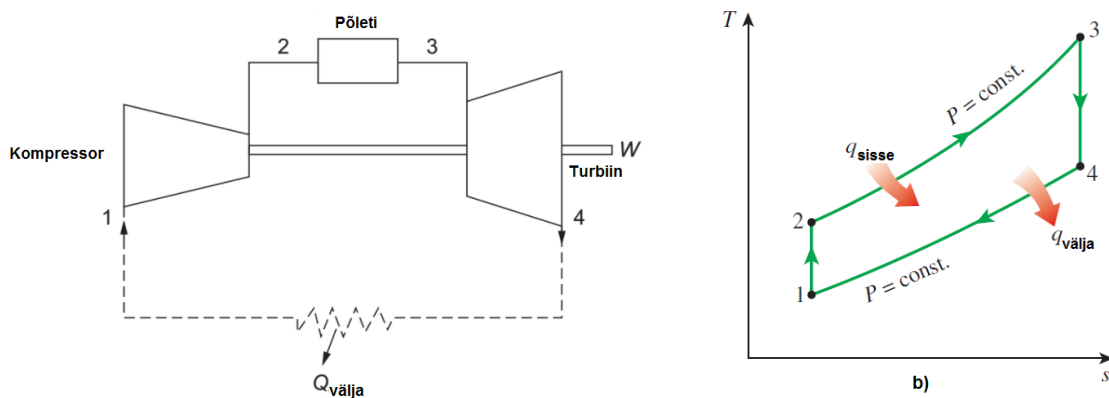 Põleti
2
3
Kompressor
W
Turbiin
1
4
Qvälja
T
3
P = const.
qsisse
4
2
qvälja
1
P = const.
b)
s